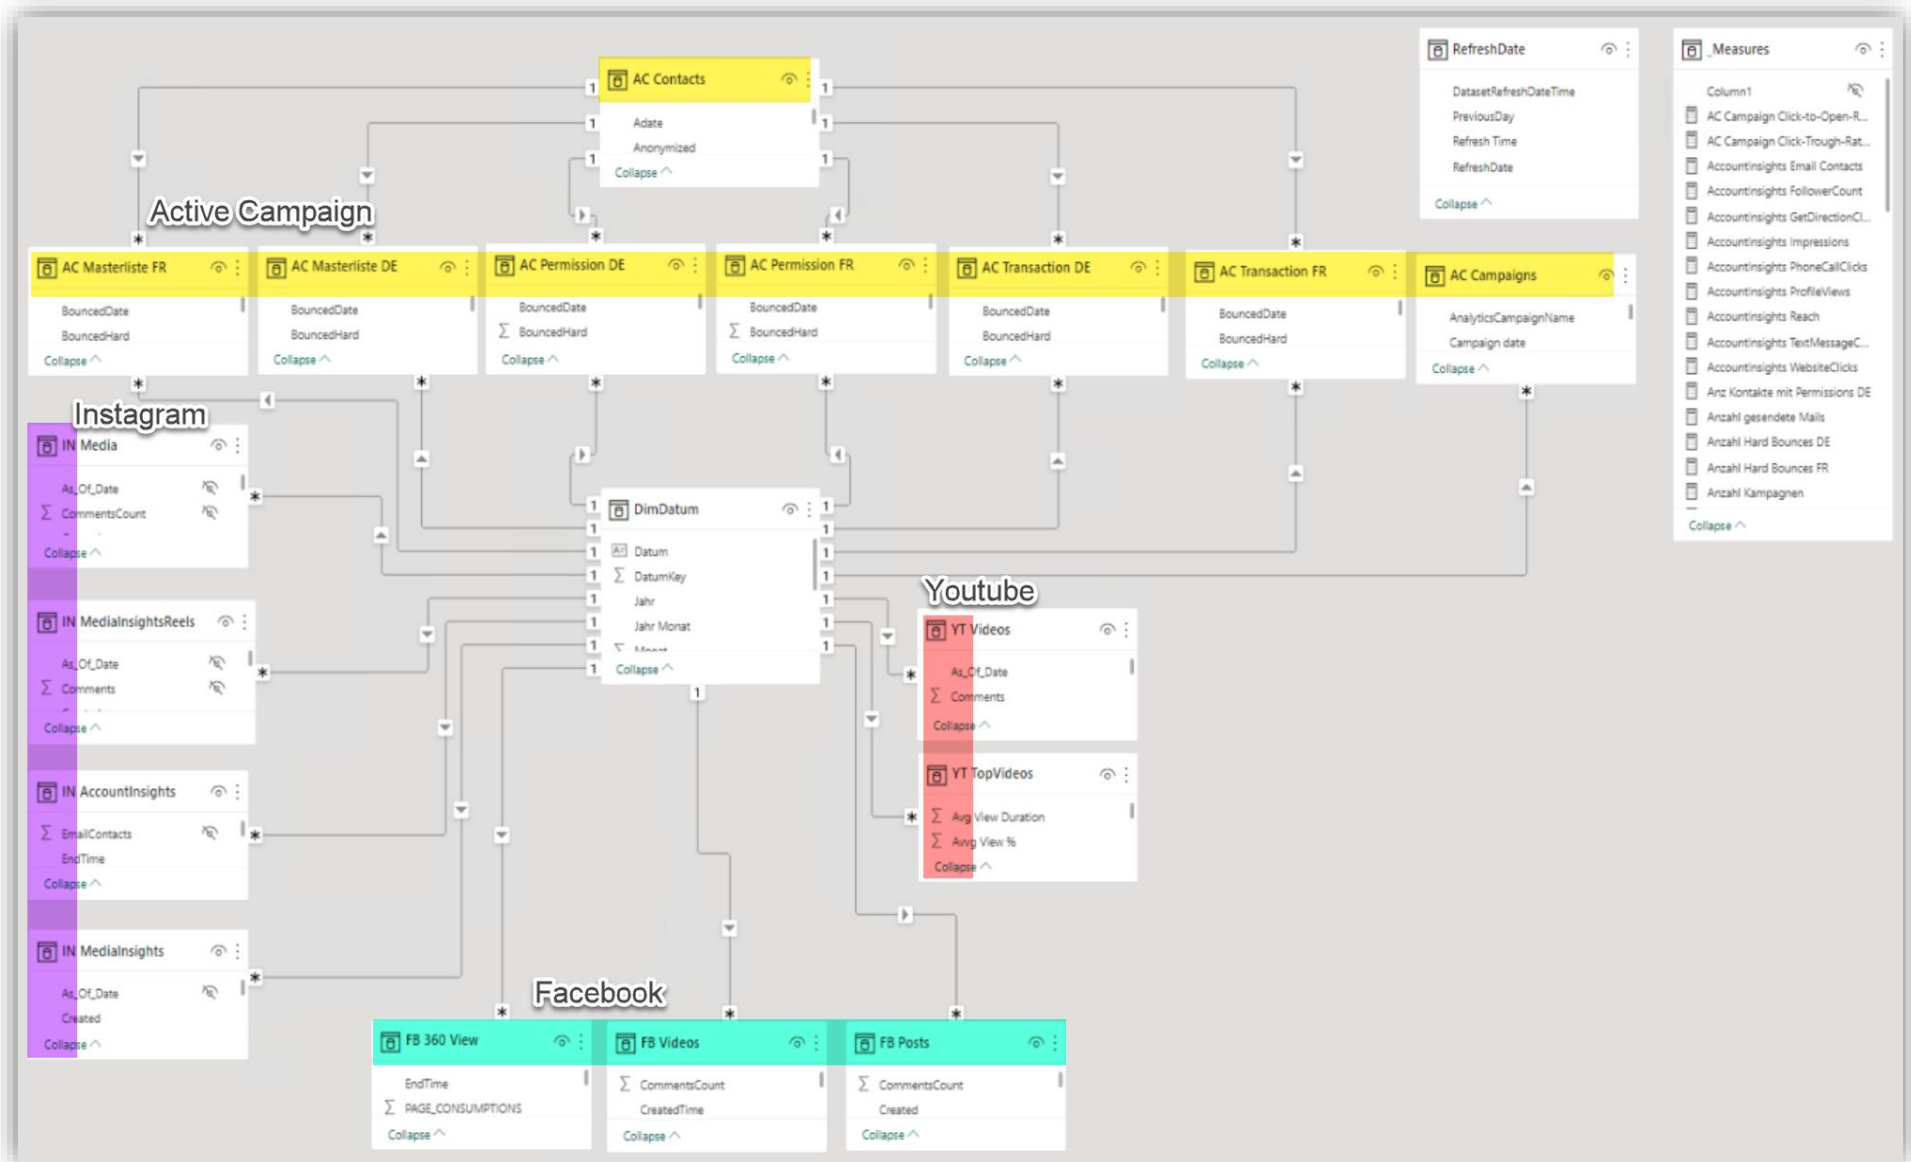 AC Contacts
Adate
Anonymized
Collapse
RefreshDate
DatasetRefreshDateTime
PreviousDay
Refresh Time
RefreshDate
Collapse
_Measures
Column1
AC Campaign Click-to-Open-R...
AC Campaign Click-Trough-Rat...
AccountInsights Email Contacts
AccountInsights FollowerCount
AccountInsights GetDirectionCl...
AccountInsights Impressions
AccountInsights PhoneCallClicks
AccountInsights ProfileViews
AccountInsights Reach
AccountInsights TextMessageC...
AccountInsights WebsiteClicks
Anz Kontakte mit Permissions DE
Anzahl gesendete Mails
Anzahl Hard Bounces DE
Anzahl Hard Bounces FR
Anzahl Kampagnen
Collapse
Active Campaign
AC Masterliste FR
BouncedDate
BouncedHard
Collapse
AC Masterliste DE
BouncedDate
BouncedHard
Collapse
AC Permission DE
BouncedDate
BouncedHard
Collapse
AC Permission FR
BouncedDate
BouncedHard
Collapse
AC Transaction DE
BouncedDate
BouncedHard
Collapse
AC Transaction FR
BouncedDate
BouncedHard
Collapse
AC Campaigns
AnalyticsCampaignName
Campaign date
Collapse
Instagram
IN Media
As_Of_Date
CommentsCount
Collapse
IN MediaInsightsReels
As_Of_Date
Comments
Collapse
IN AccountInsights
EmailContacts
EndTime
Collapse
IN MediaInsights
As_Of_Date
Created
Collapse
DimDatum
Datum
DatumKey
Jahr
Jahr Monat
Monat
Collapse
Youtube
YT Videos
As_Of_Date
Comments
Collapse
YT TopVideos
Avg View Duration
Avvg View %
Collapse
Facebook
FB 360 View
EndTime
PAGE_CONSUMPTIONS
Collapse
FB Videos
CommentsCount
CreatedTime
Collapse
FB Posts
CommentsCount
Created
Collapse